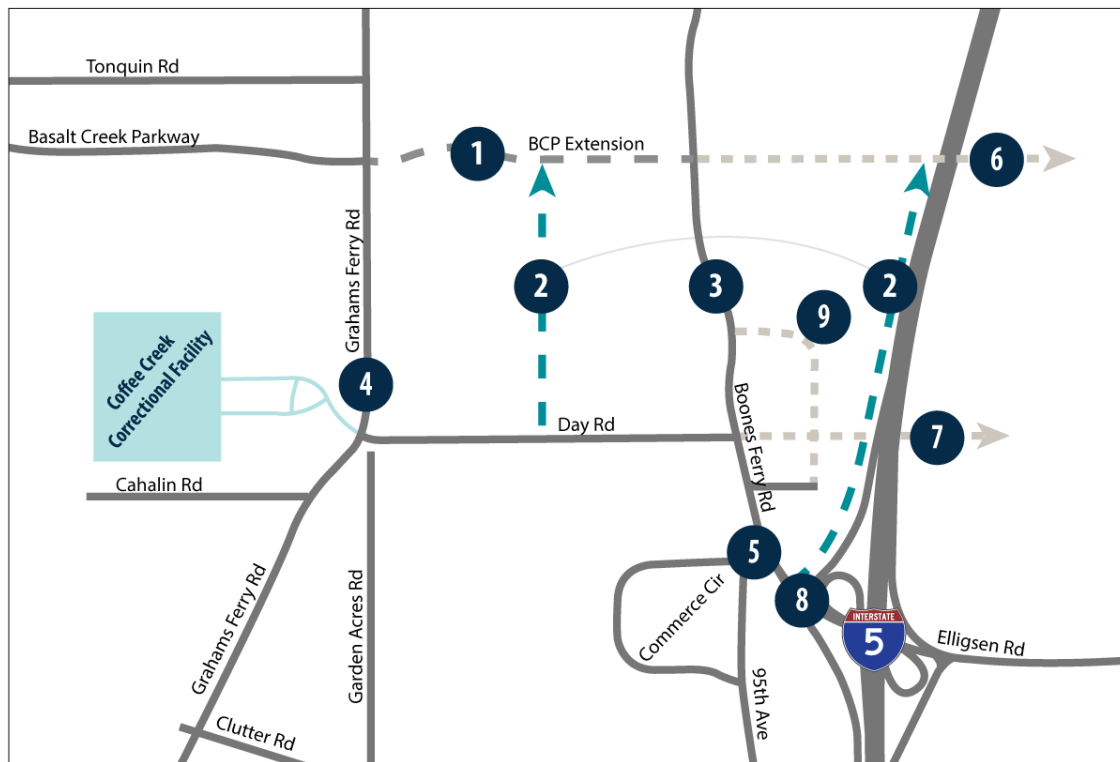 Tonquin Rd
Basalt Creek Parkway
BCP Extension
1
6
Grahams Ferry Rd
2
3
2
9
Coffee Creek
Correctional Facility
4
Boones Ferry Rd
Day Rd
7
Cahalin Rd
5
Commerce Cir
8
INTERSTATE
5
Elligsen Rd
Grahams Ferry Rd
Garden Acres Rd
95th Ave
Clutter Rd